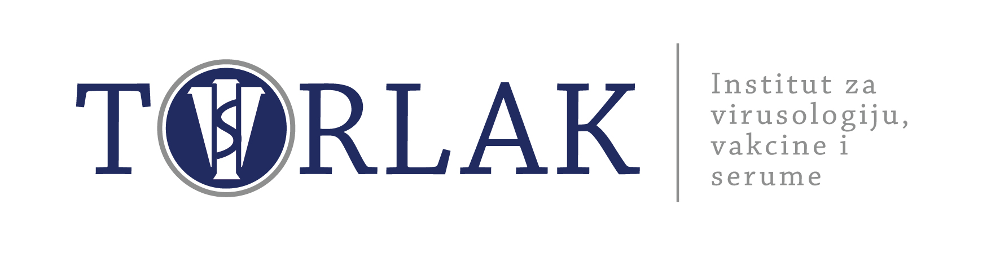 TORLAK
Institut za
virusologiju,
vakcine i
serume